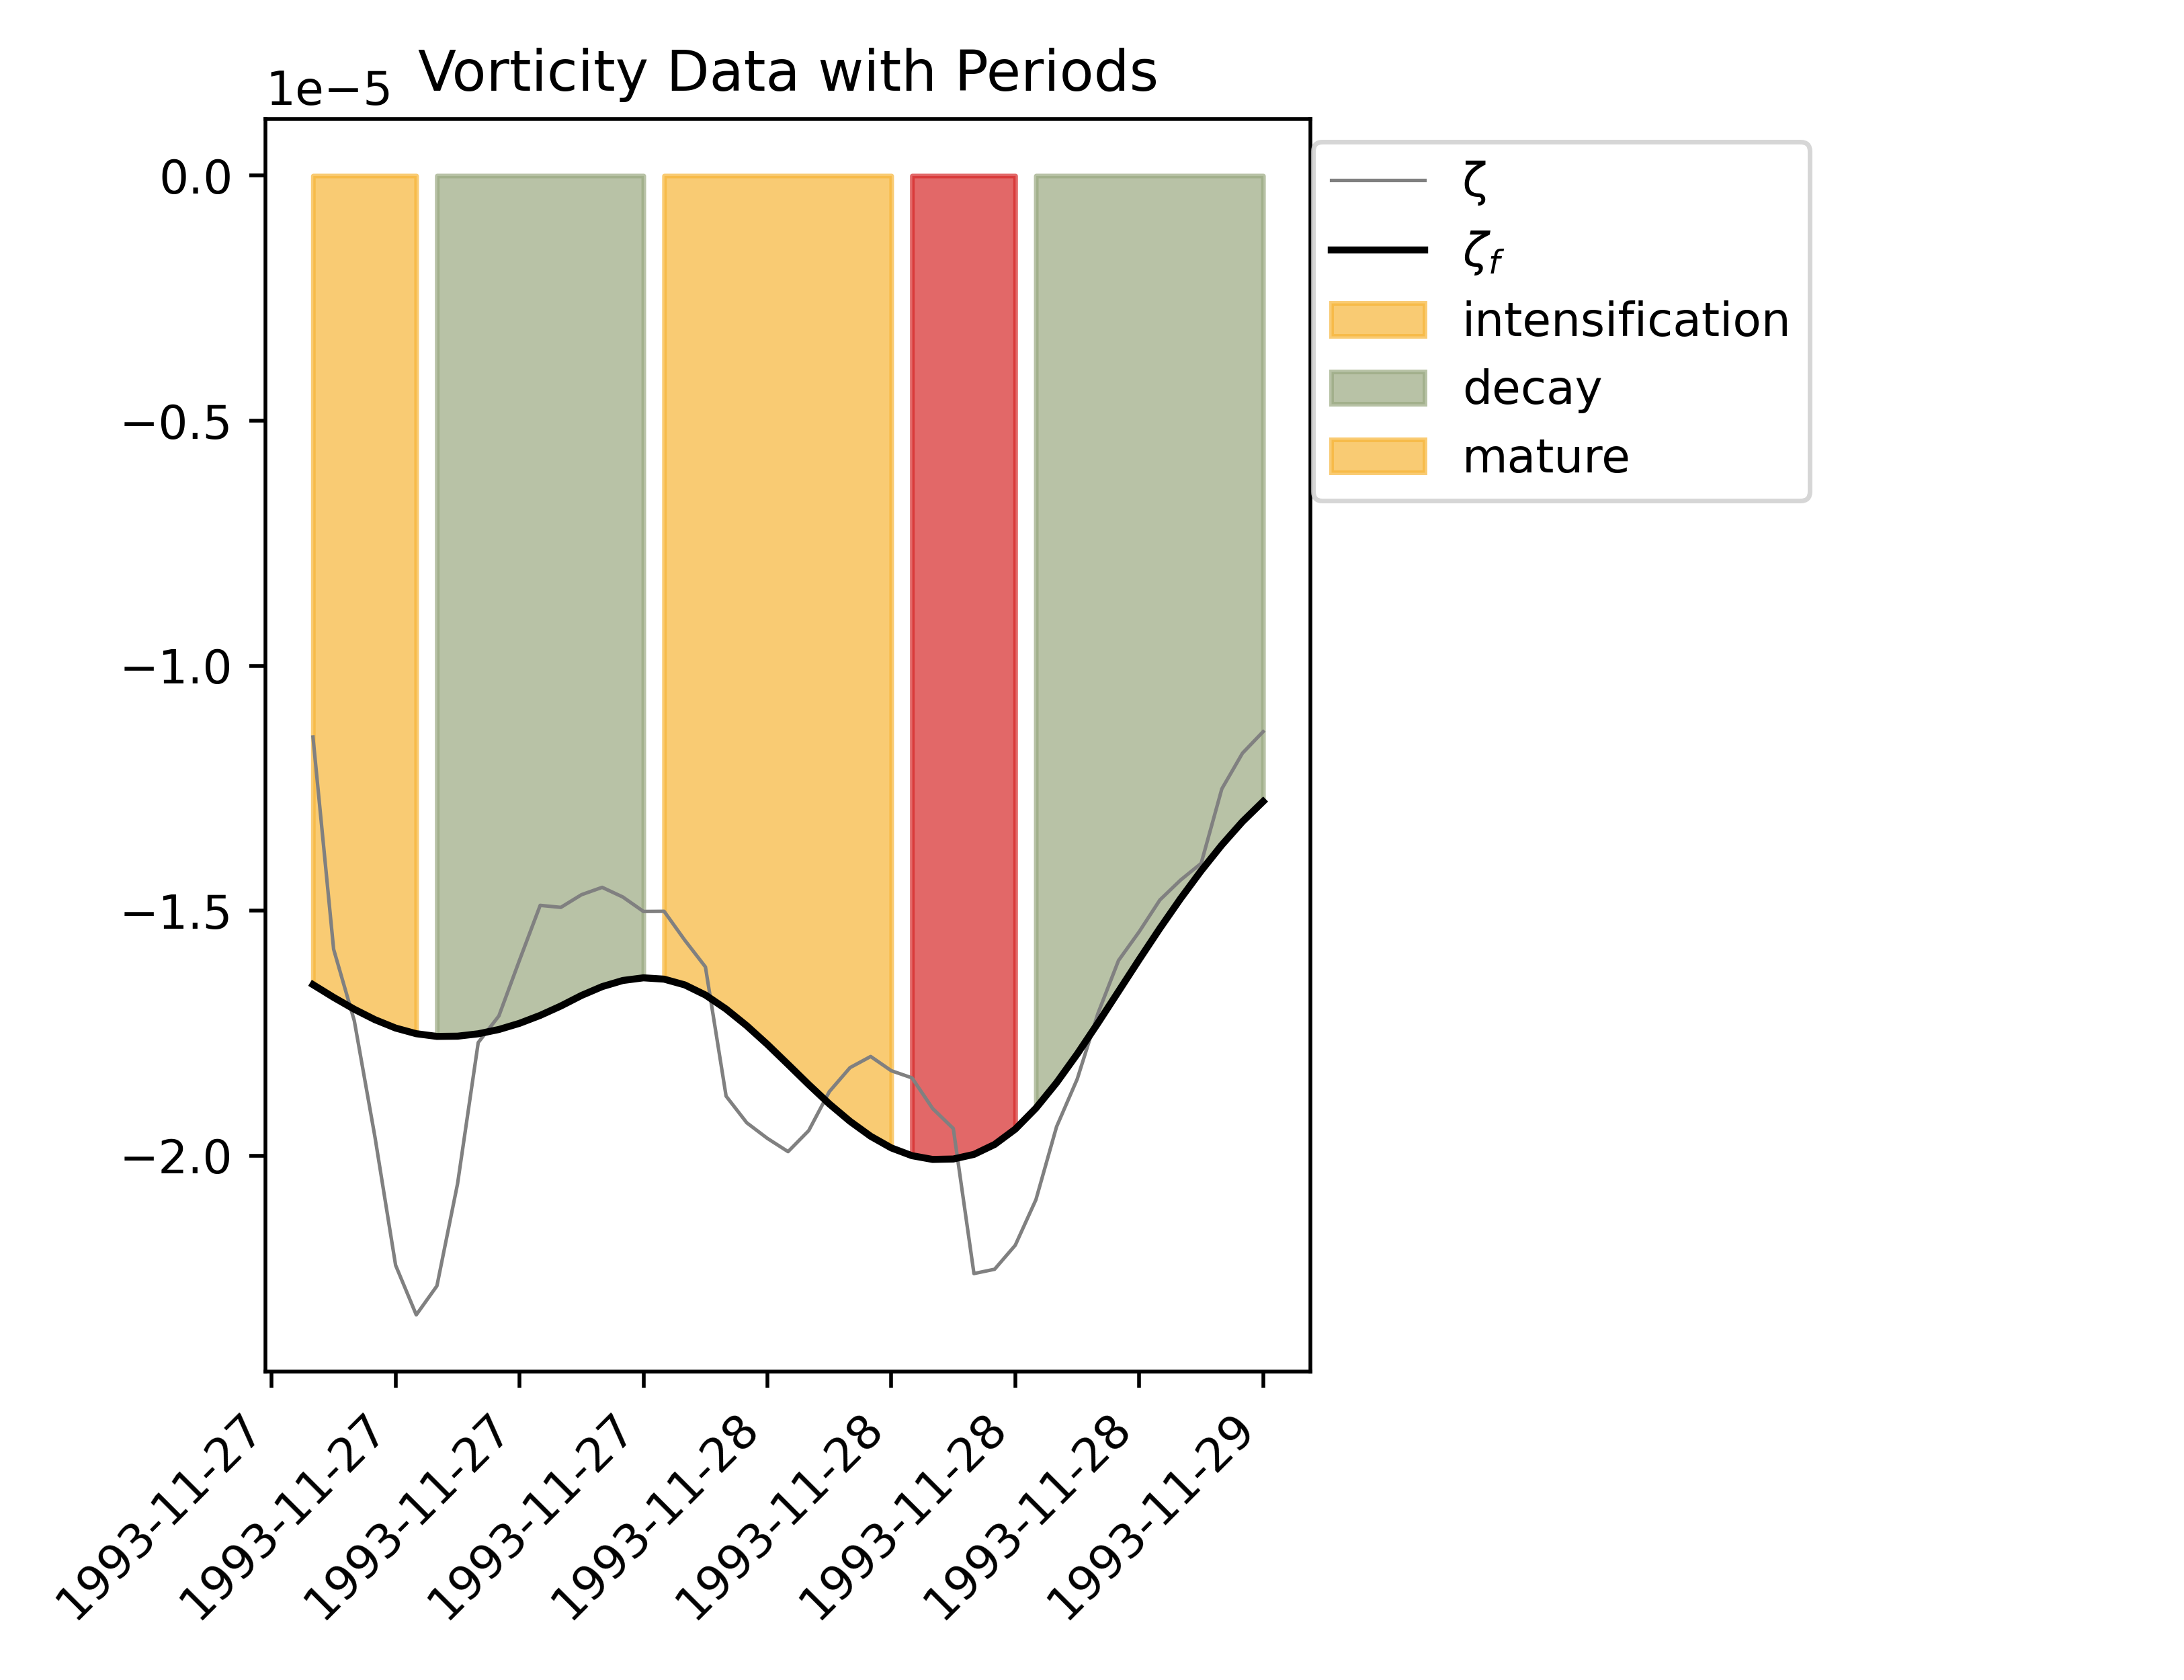 Vorticity Data with Periods
1e−5
0.0
−0.5
−1.0
−1.5
−2.0
1993-11-27
1993-11-27
1993-11-27
1993-11-27
1993-11-28
1993-11-28
1993-11-28
1993-11-28
1993-11-29
ζ
ζf
intensification
decay
mature